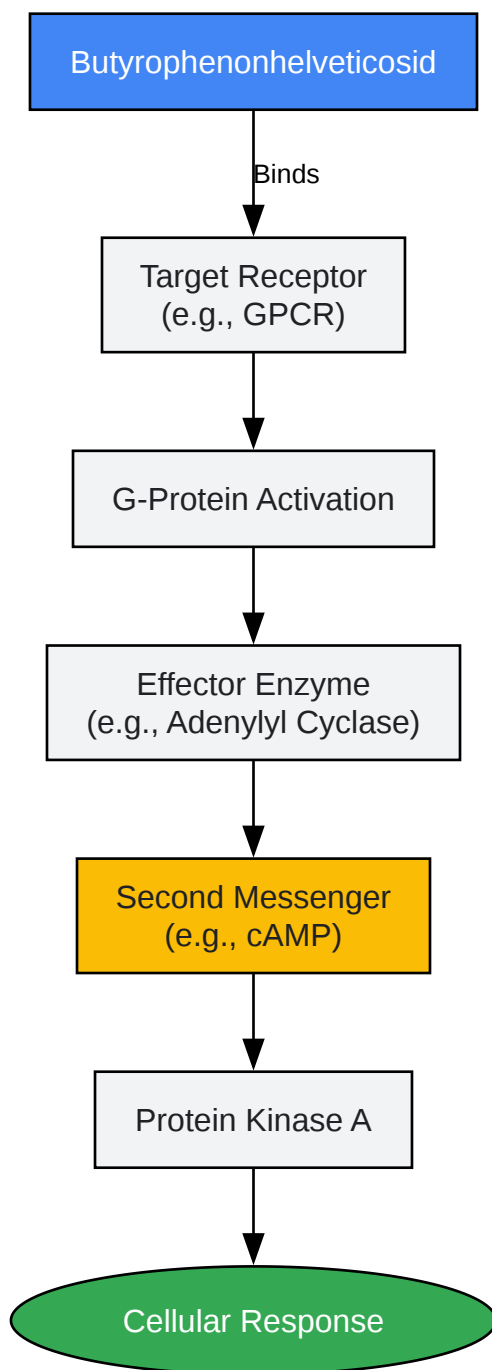 Butyrophenonhelveticosid
Binds
Target Receptor
(e.g., GPCR)
G-Protein Activation
Effector Enzyme
(e.g., Adenylyl Cyclase)
Second Messenger
(e.g., cAMP)
Protein Kinase A
Cellular Response